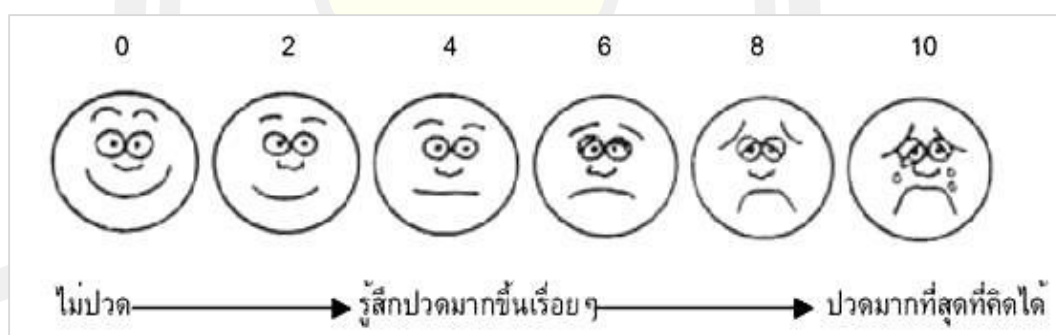 0 2 4 6 8 10
ไม่ปวด รู้สึกปวดมากขึ้นเรื่อยๆ ปวดมากที่สุดที่คิดได้